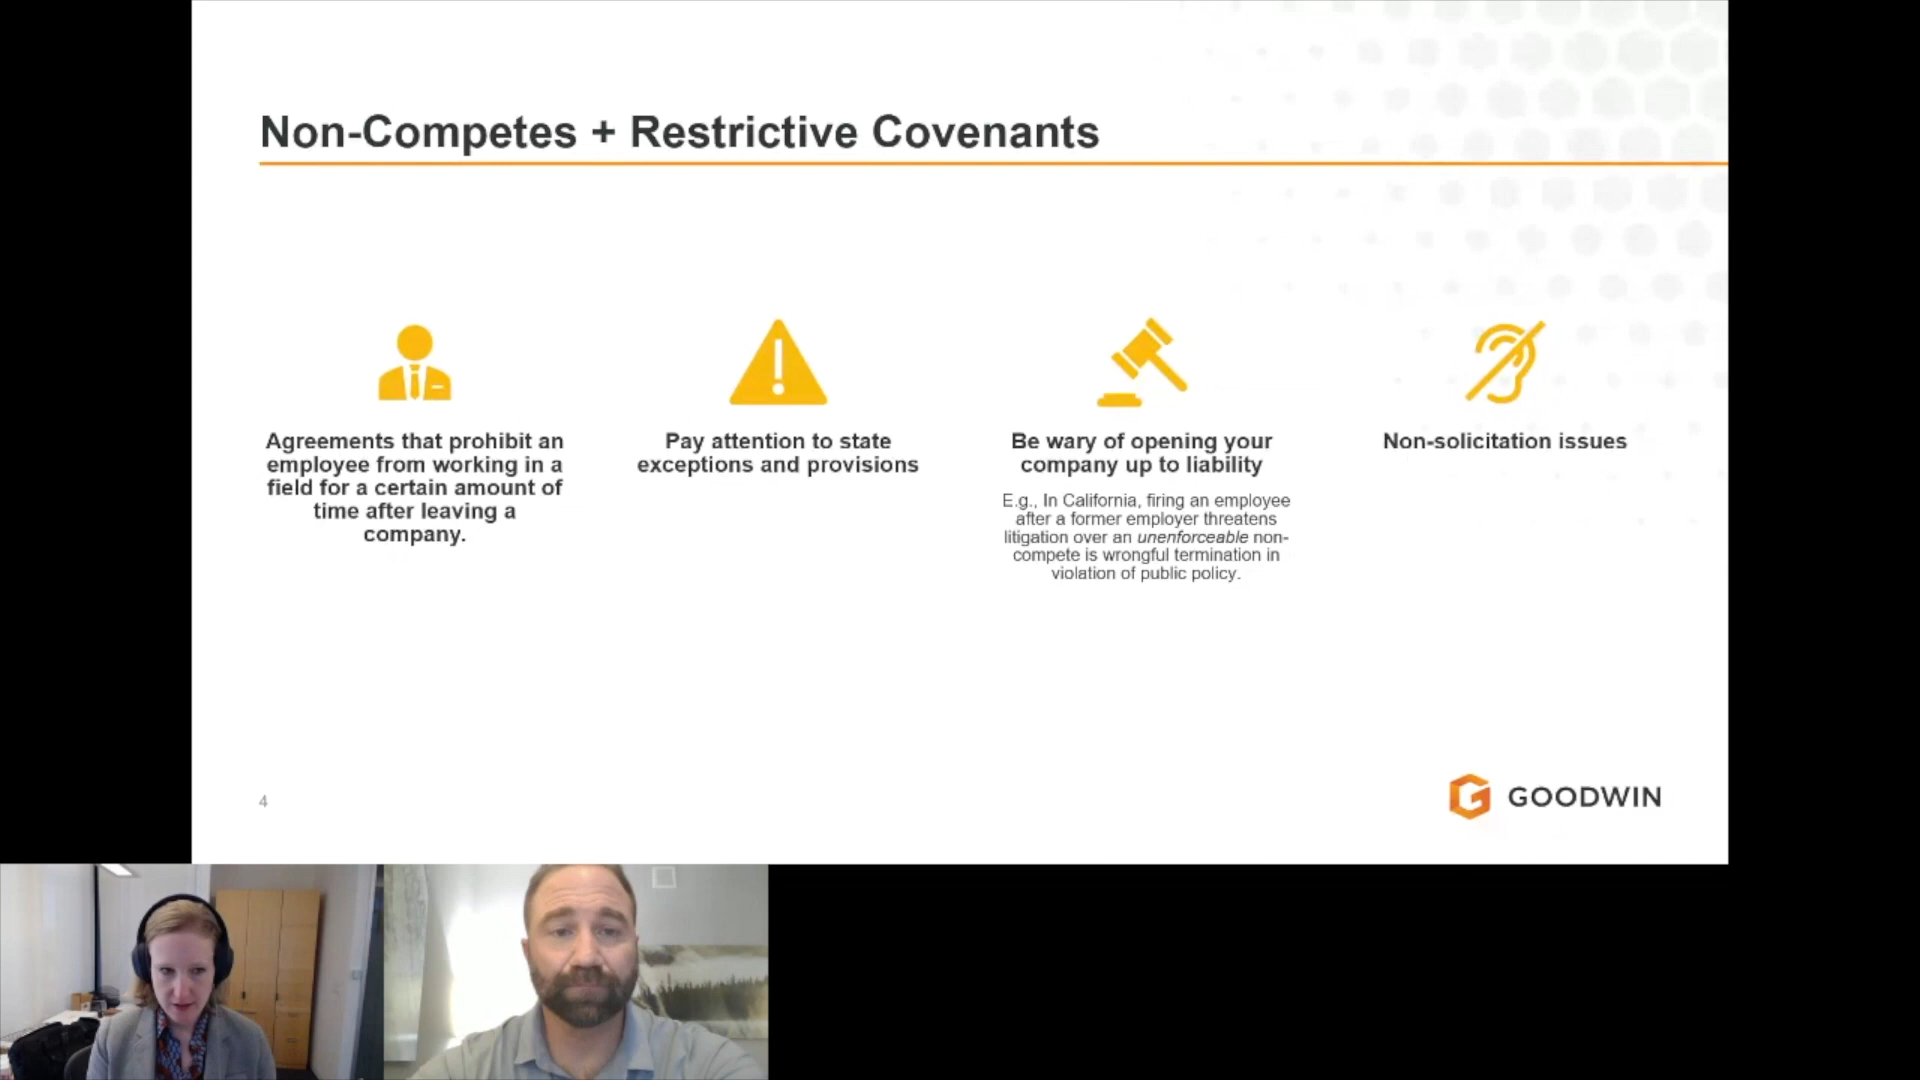 Non-Competes + Restrictive Covenants
Agreements that prohibit an
employee from working in a
field for a certain amount of
time after leaving a
company.
Pay attention to state
exceptions and provisions
Be wary of opening your
company up to liability
E.g., In California, firing an employee
after a former employer threatens
litigation over an unenforceable non-
compete is wrongful termination in
violation of public policy.
Non-solicitation issues
4
GOODWIN